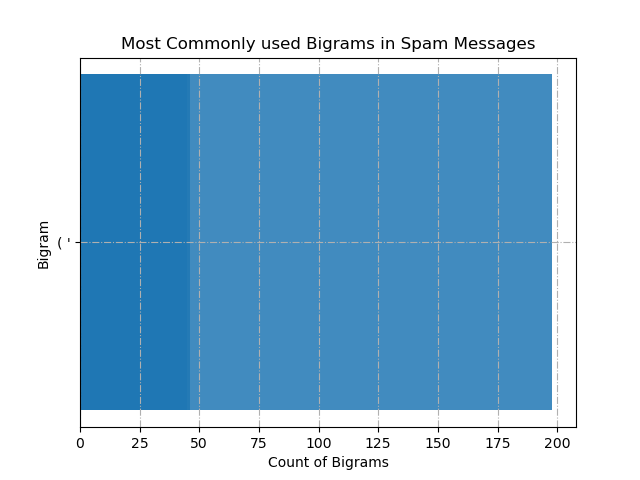 Most Commonly used Bigrams in Spam Messages
Bigram
( '
0 25 50 75 100 125 150 175 200
Count of Bigrams